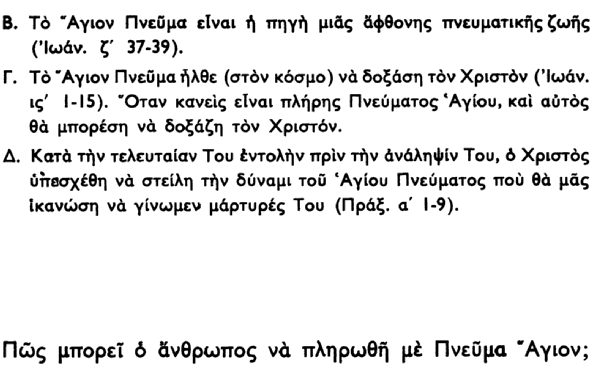 Β. Τὸ Ἅγιον Πνεῦμα εἶναι ἡ πηγὴ μιᾶς ἄφθονης πνευματικῆς ζωῆς
(Ἰωάν. ζ´ 37-39).
Γ. Τὸ Ἅγιον Πνεῦμα ἦλθε (στὸν κόσμο) νὰ δοξάση τὸν Χριστὸν (Ἰωάν.
ις´ 1-15). Ὅταν κανεὶς εἶναι πλήρης Πνεύματος Ἁγίου, καὶ αὐτὸς
θὰ μπορέση νὰ δοξάζη τὸν Χριστόν.
Δ. Κατὰ τὴν τελευταίαν Του ἐντολὴν πρὶν τὴν ἀνάληψίν Του, ὁ Χριστὸς
ὑπεσχέθη νὰ στείλη τὴν δύναμι τοῦ Ἁγίου Πνεύματος ποὺ θὰ μᾶς
ἱκανώση νὰ γίνωμεν μάρτυρές Του (Πράξ. α´ 1-9).
Πῶς μπορεῖ ὁ ἄνθρωπος νὰ πληρωθῆ μὲ Πνεῦμα Ἅγιον;